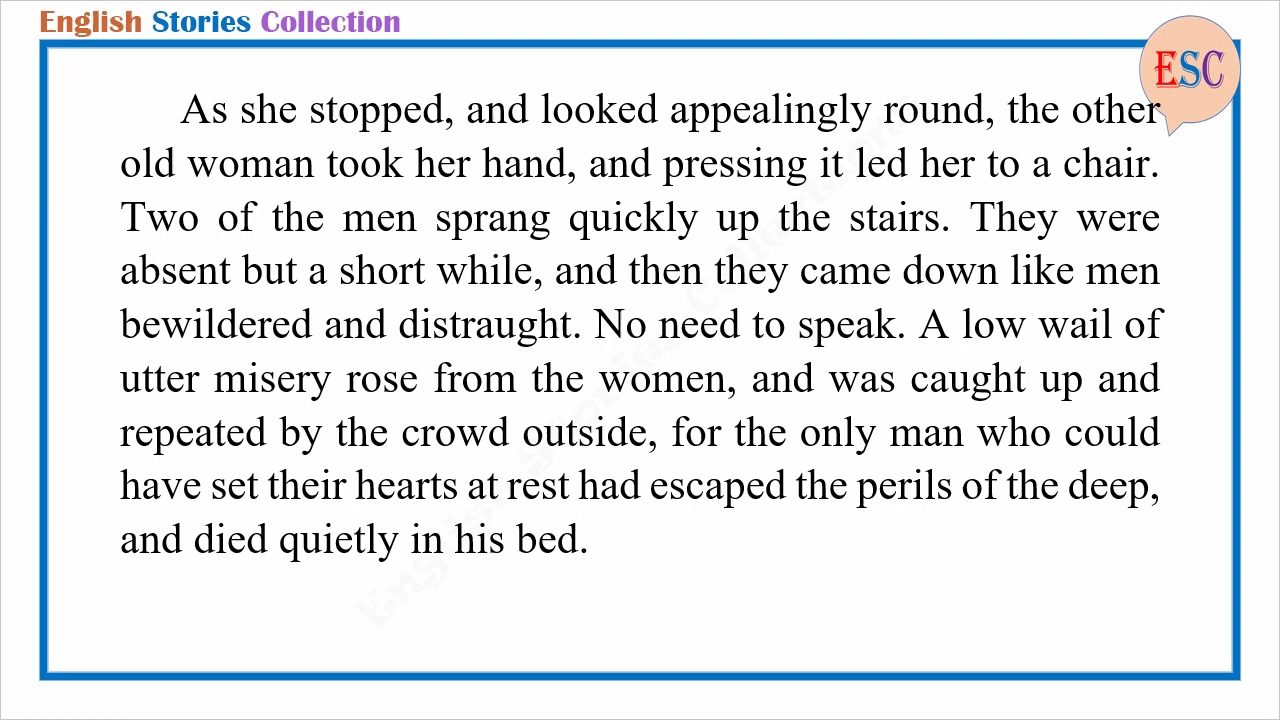 English Stories Collection
ESC
As she stopped, and looked appealingly round, the other
old woman took her hand, and pressing it led her to a chair.
Two of the men sprang quickly up the stairs. They were
absent but a short while, and then they came down like men
bewildered and distraught. No need to speak. A low wail of
utter misery rose from the women, and was caught up and
repeated by the crowd outside, for the only man who could
have set their hearts at rest had escaped the perils of the deep,
and died quietly in his bed.
English Stories Collection